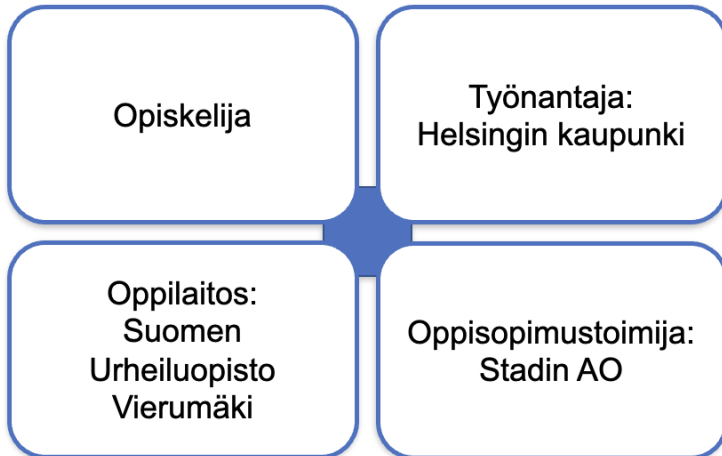 Opiskelija
Työnantaja:
Helsingin kaupunki
Oppilaitos:
Suomen
Urheiluopisto
Vierumäki
Oppisopimustoimija:
Stadin AO